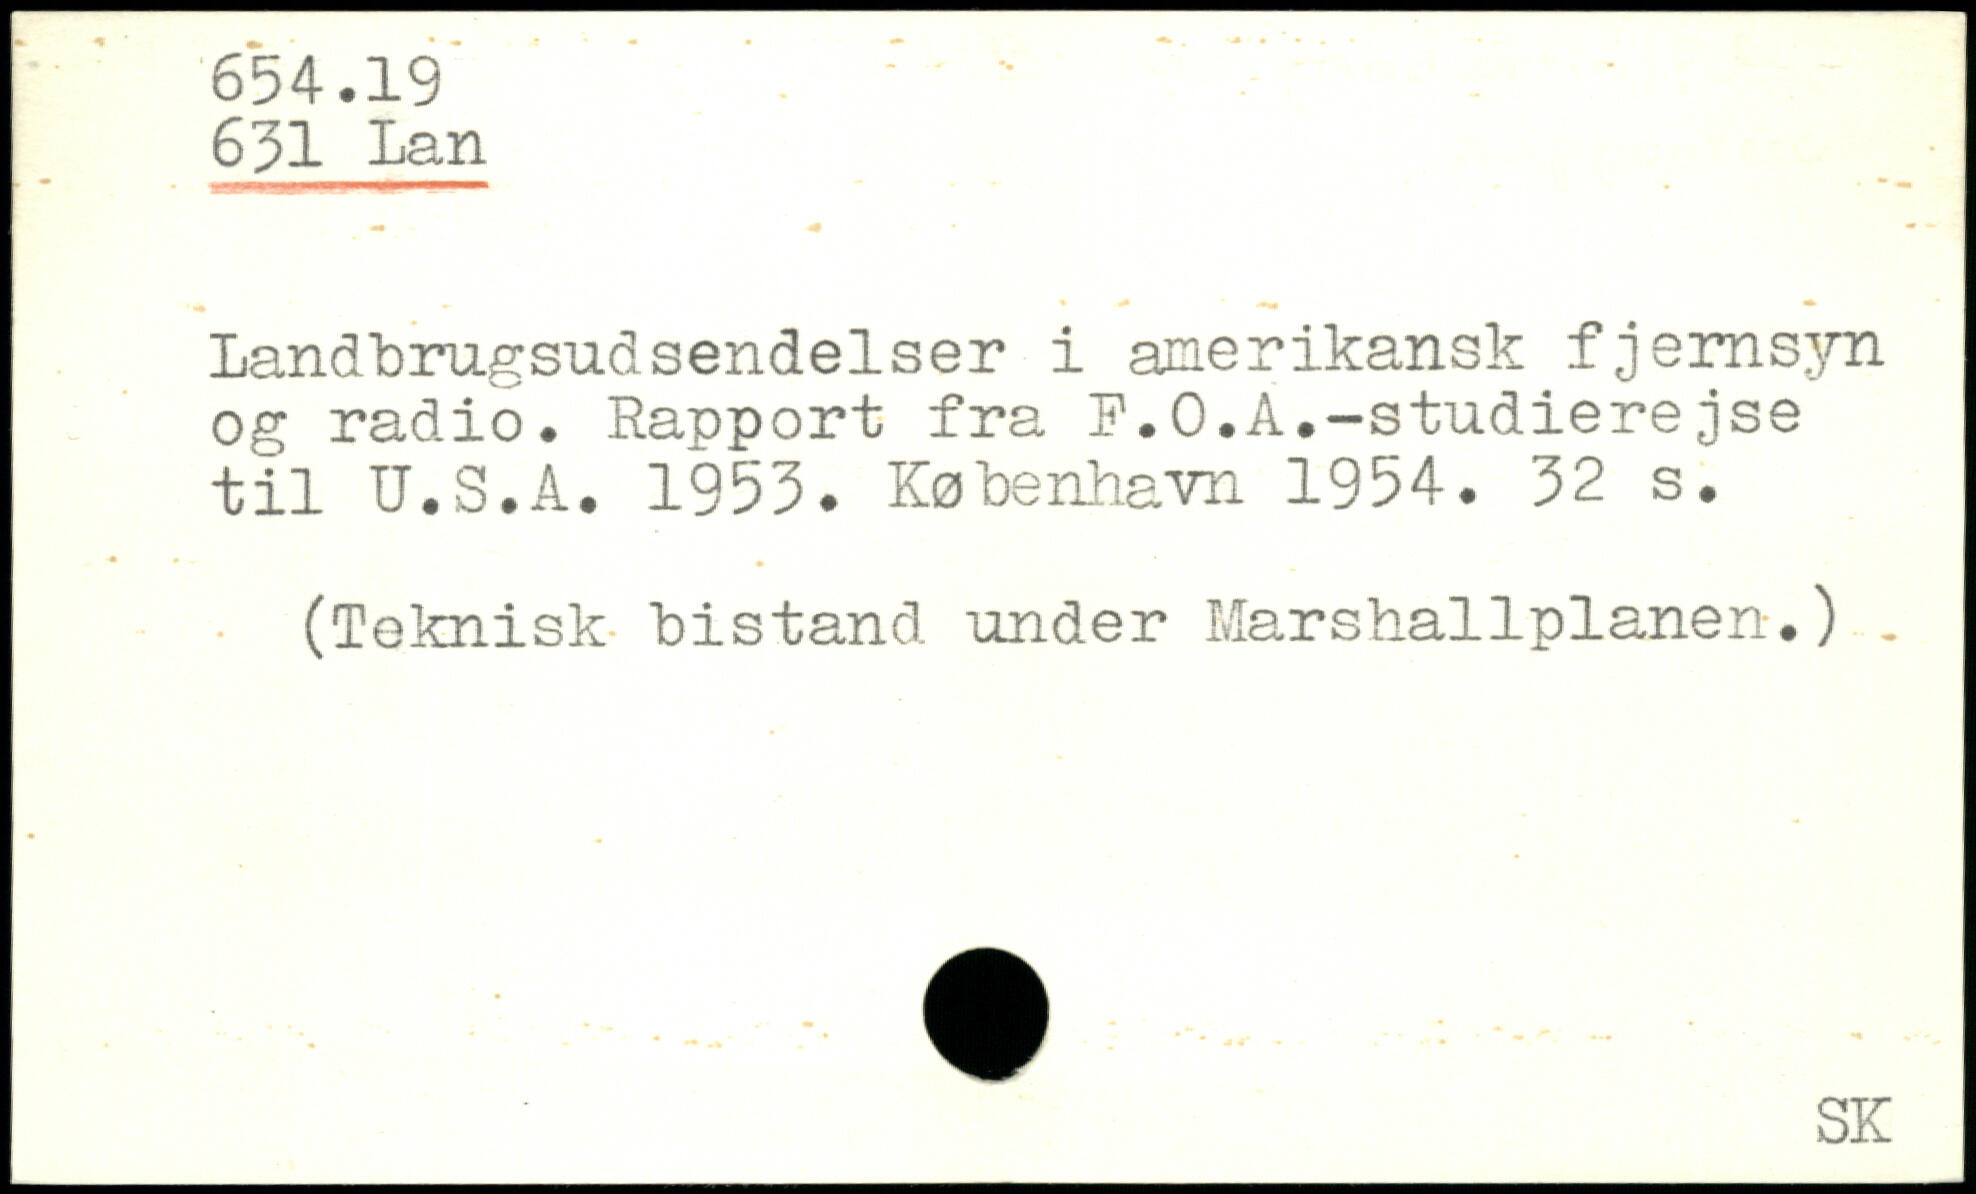 654.19
631 Lan
Landbrugsudsendelser i amerikansk fjernsyn
og radio. Rapport fra F.O.A.-studierejse
til U.S.A. 1953. København 1954. 32 s.
(Teknisk bistand under Marshallplanen.)
SK